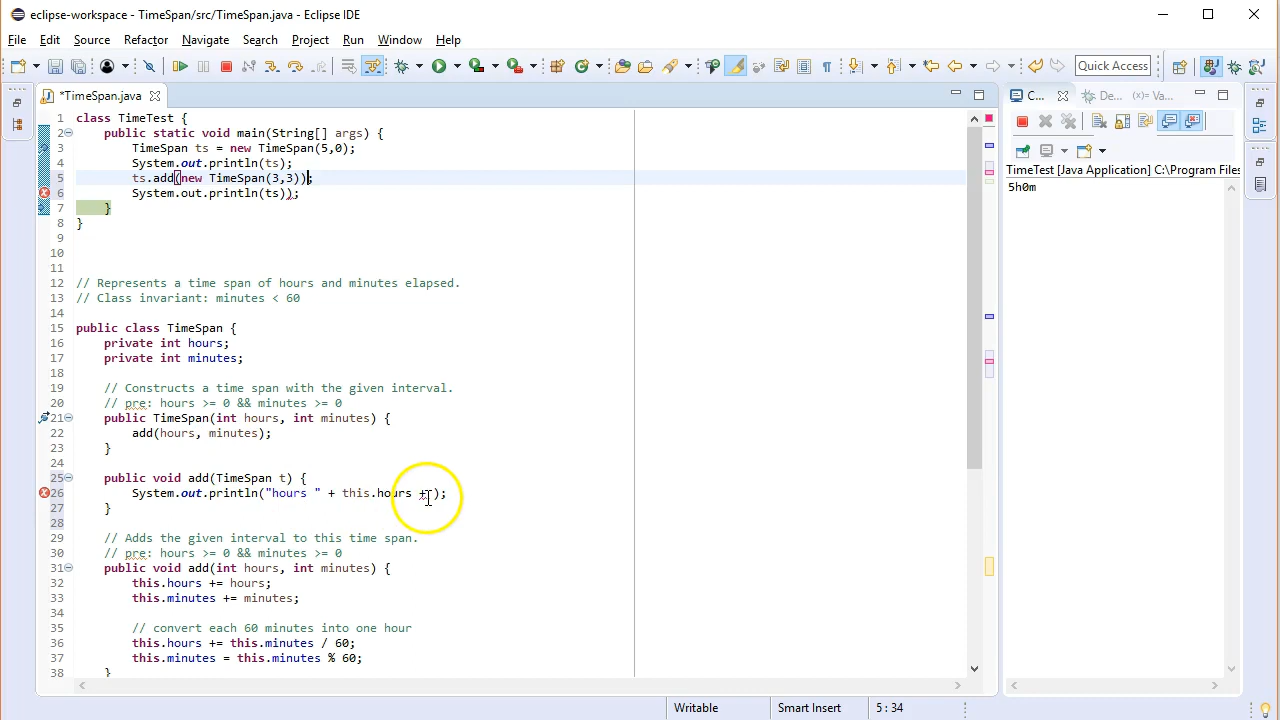 eclipse-workspace - TimeSpan/src/TimeSpan.java - Eclipse IDE
File Edit Source Refactor Navigate Search Project Run Window Help
Quick Access
*TimeSpan.java
C... De... (x)= Va...
1 class TimeTest {
2 public static void main(String[] args) {
3 TimeSpan ts = new TimeSpan(5,0);
4 System.out.println(ts);
5 ts.add(new TimeSpan(3,3));
6 System.out.println(ts));
7 }
8 }
9
10
11
12 // Represents a time span of hours and minutes elapsed.
13 // Class invariant: minutes < 60
14
15 public class TimeSpan {
16 private int hours;
17 private int minutes;
18
19 // Constructs a time span with the given interval.
20 // pre: hours >= 0 && minutes >= 0
21 public TimeSpan(int hours, int minutes) {
22 add(hours, minutes);
23 }
24
25 public void add(TimeSpan t) {
26 System.out.println("hours " + this.hours + );
27 }
28
29 // Adds the given interval to this time span.
30 // pre: hours >= 0 && minutes >= 0
31 public void add(int hours, int minutes) {
32 this.hours += hours;
33 this.minutes += minutes;
34
35 // convert each 60 minutes into one hour
36 this.hours += this.minutes / 60;
37 this.minutes = this.minutes % 60;
38 }
TimeTest [Java Application] C:\Program Files
5h0m
Writable Smart Insert 5 : 34